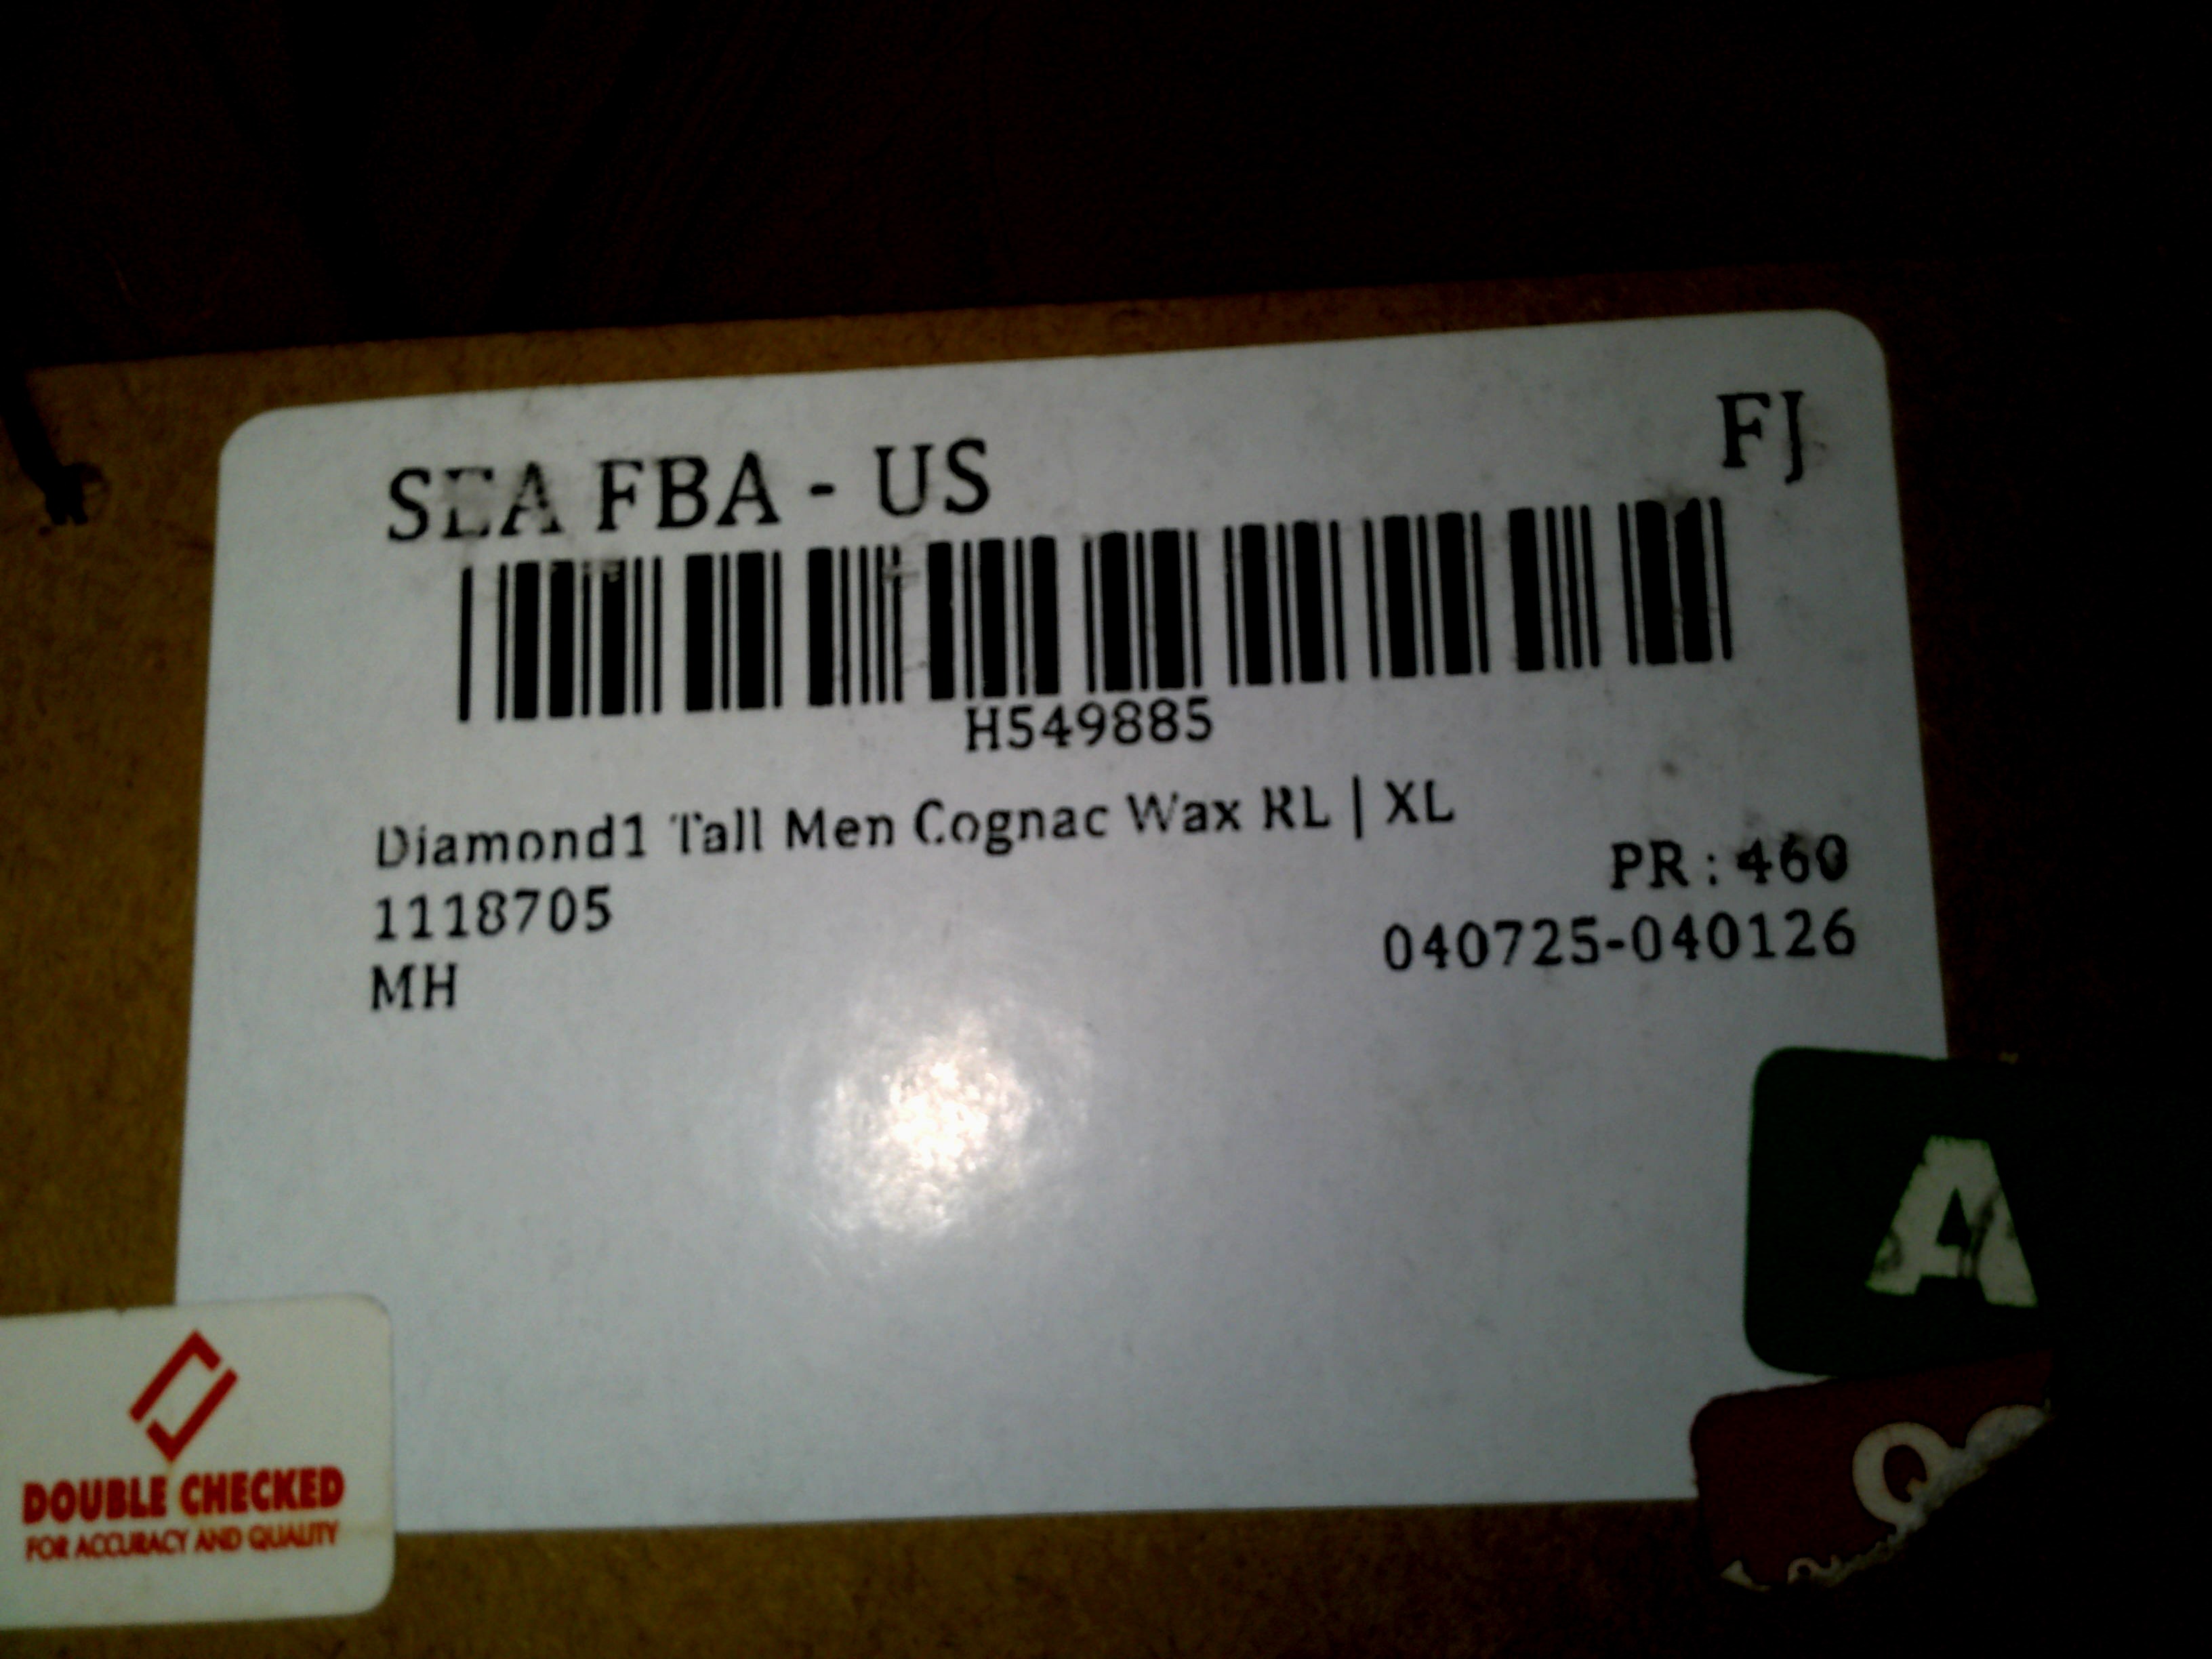 SEA FBA - US
FJ
H549885
Diamond1 Tall Men Cognac Wax RL | XL
PR : 460
1118705
040725-040126
MH
A
DOUBLE CHECKED
FOR ACCURACY AND QUALITY